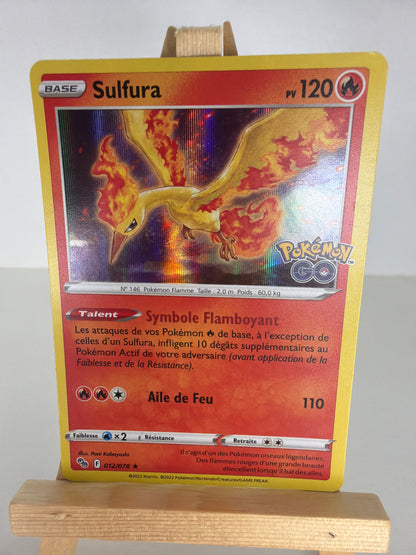 BASE Sulfura PV 120
Pokémon
GO
N° 146 Pokémon Flamme Taille : 2,0 m Poids : 60,0 kg
Talent Symbole Flamboyant
Les attaques de vos Pokémon de base, à l'exception de
celles d'un Sulfura, infligent 10 dégâts supplémentaires au
Pokémon Actif de votre adversaire (avant application de la
Faiblesse et de la Résistance).
Aile de Feu 110
Faiblesse ×2 Résistance Retraite
Illus. Pani Kobayashi
F 012/078 ★
Il s'agit d'un des Pokémon oiseaux légendaires.
Des flammes rouges d'une grande beauté
étincellent lorsqu'il bat des ailes.
©2022 Niantic. ©2022 Pokémon/Nintendo/Creatures/GAME FREAK.